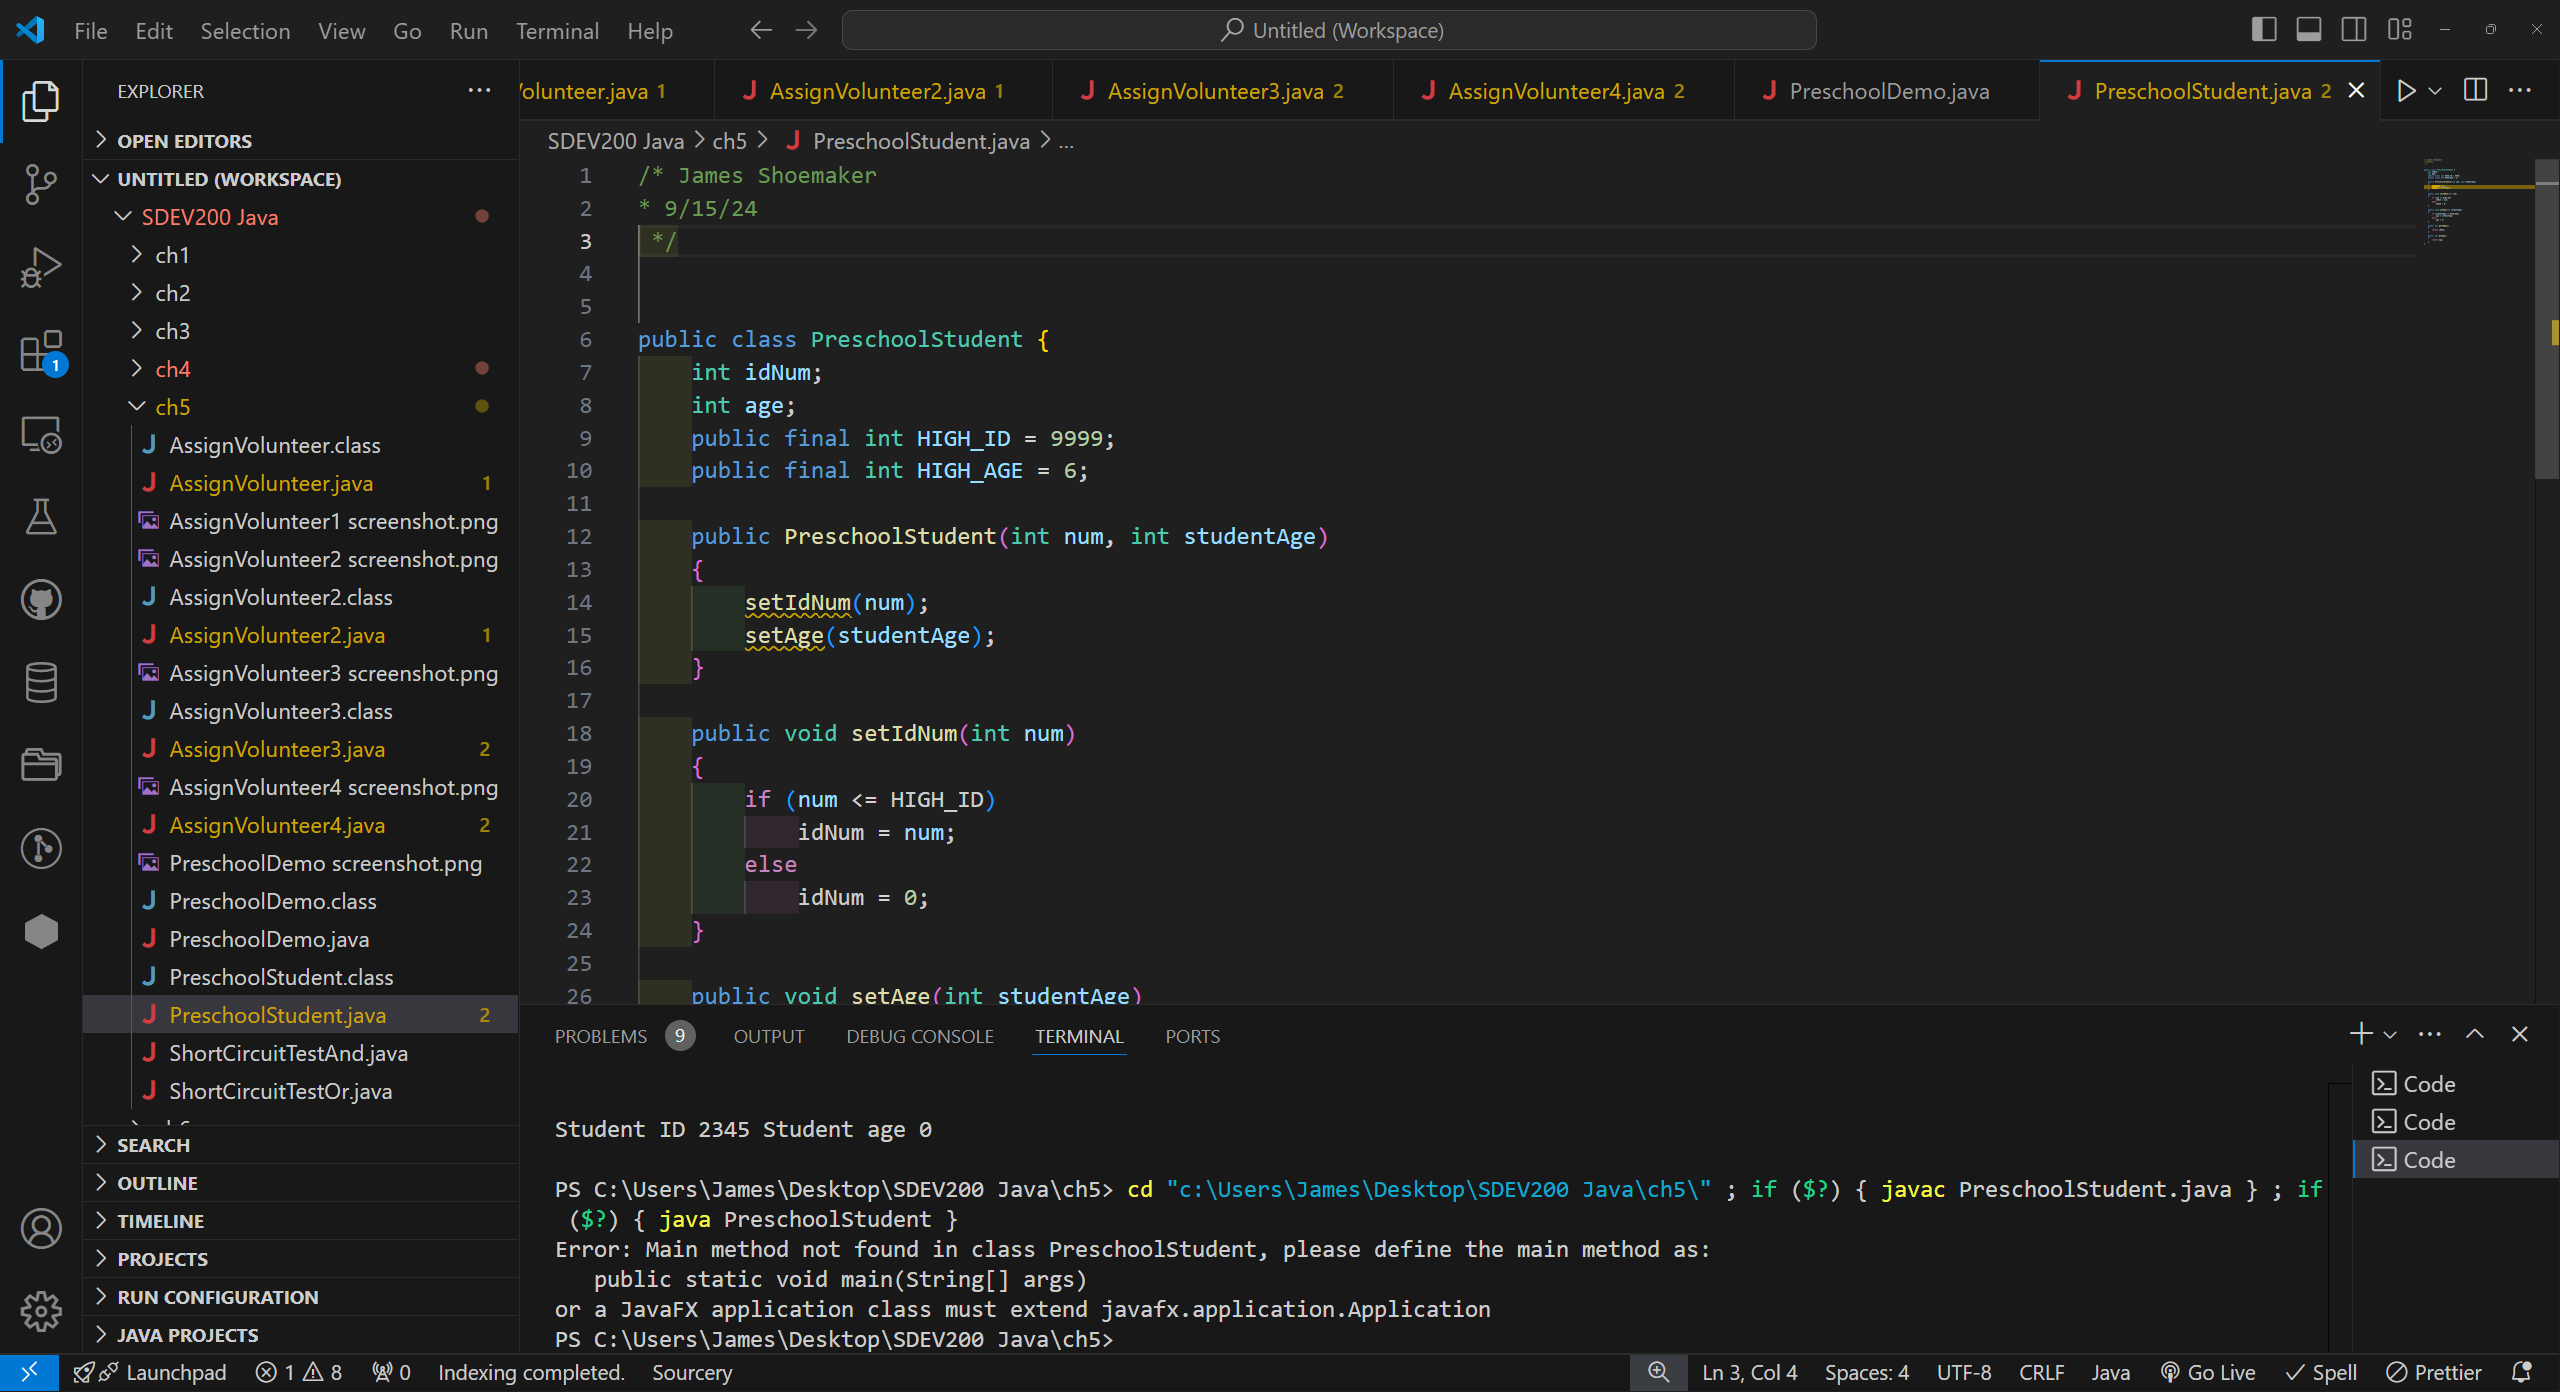 File Edit Selection View Go Run Terminal Help
Untitled (Workspace)
EXPLORER
Volunteer.java 1
AssignVolunteer2.java 1
AssignVolunteer3.java 2
AssignVolunteer4.java 2
PreschoolDemo.java
PreschoolStudent.java 2
OPEN EDITORS
UNTITLED (WORKSPACE)
SDEV200 Java
ch1
ch2
ch3
ch4
ch5
AssignVolunteer.class
AssignVolunteer.java 1
AssignVolunteer1 screenshot.png
AssignVolunteer2 screenshot.png
AssignVolunteer2.class
AssignVolunteer2.java 1
AssignVolunteer3 screenshot.png
AssignVolunteer3.class
AssignVolunteer3.java 2
AssignVolunteer4 screenshot.png
AssignVolunteer4.java 2
PreschoolDemo screenshot.png
PreschoolDemo.class
PreschoolDemo.java
PreschoolStudent.class
PreschoolStudent.java 2
ShortCircuitTestAnd.java
ShortCircuitTestOr.java
SEARCH
OUTLINE
TIMELINE
PROJECTS
RUN CONFIGURATION
JAVA PROJECTS
1
SDEV200 Java > ch5 > PreschoolStudent.java > ...
1 /* James Shoemaker
2 * 9/15/24
3 */
4
5
6 public class PreschoolStudent {
7 int idNum;
8 int age;
9 public final int HIGH_ID = 9999;
10 public final int HIGH_AGE = 6;
11
12 public PreschoolStudent(int num, int studentAge)
13 {
14 setIdNum(num);
15 setAge(studentAge);
16 }
17
18 public void setIdNum(int num)
19 {
20 if (num <= HIGH_ID)
21 idNum = num;
22 else
23 idNum = 0;
24 }
25
26 public void setAge(int studentAge)
PROBLEMS 9 OUTPUT DEBUG CONSOLE TERMINAL PORTS
Student ID 2345 Student age 0
PS C:\Users\James\Desktop\SDEV200 Java\ch5> cd "c:\Users\James\Desktop\SDEV200 Java\ch5\" ; if ($?) { javac PreschoolStudent.java } ; if
($?) { java PreschoolStudent }
Error: Main method not found in class PreschoolStudent, please define the main method as:
public static void main(String[] args)
or a JavaFX application class must extend javafx.application.Application
PS C:\Users\James\Desktop\SDEV200 Java\ch5>
Code
Code
Code
Launchpad 1 8 0 Indexing completed. Sourcery
Ln 3, Col 4 Spaces: 4 UTF-8 CRLF Java Go Live Spell Prettier